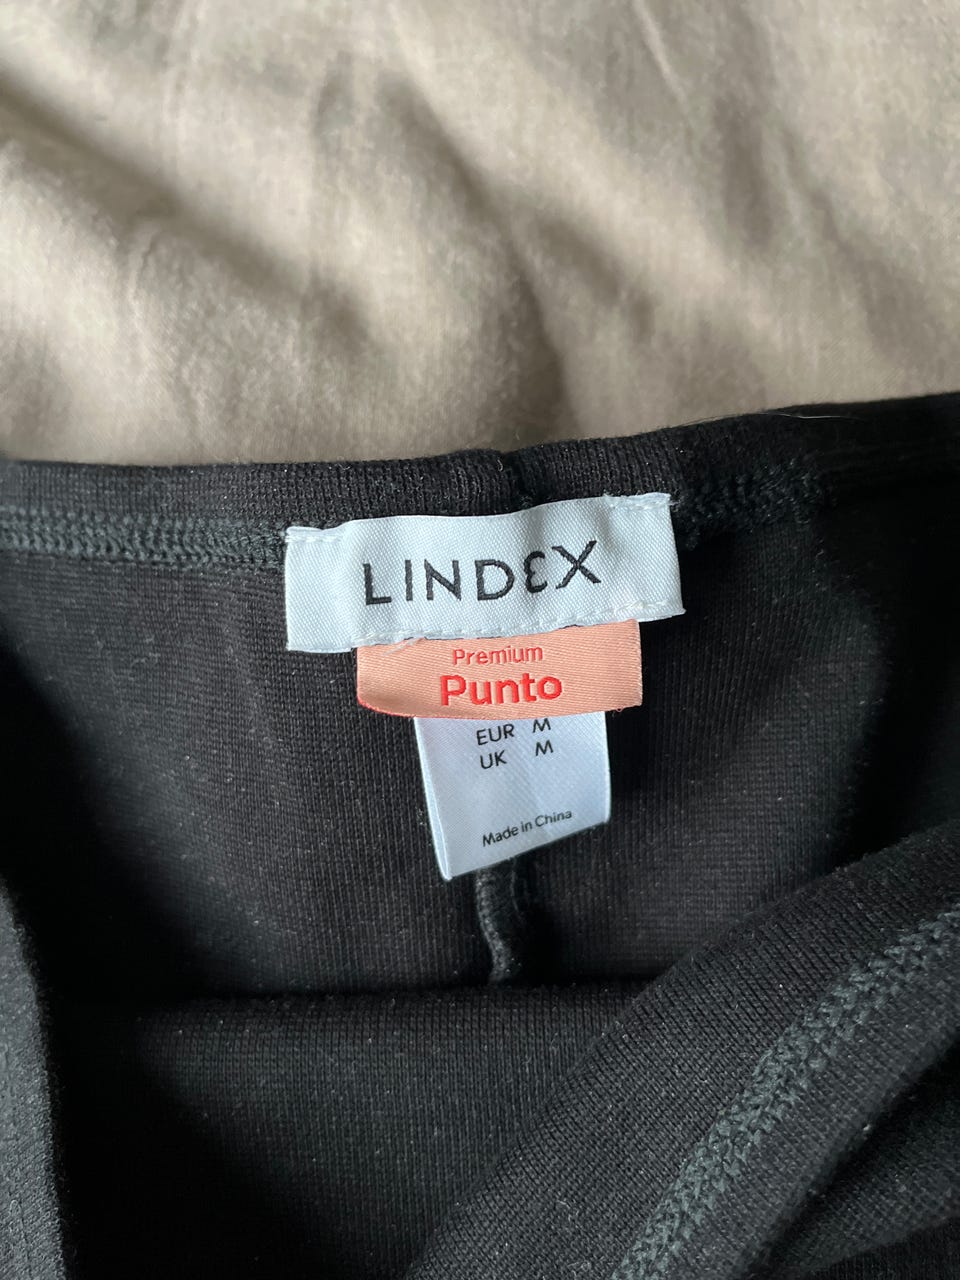 LINDEX
Premium
Punto
EUR M
UK M
Made in China